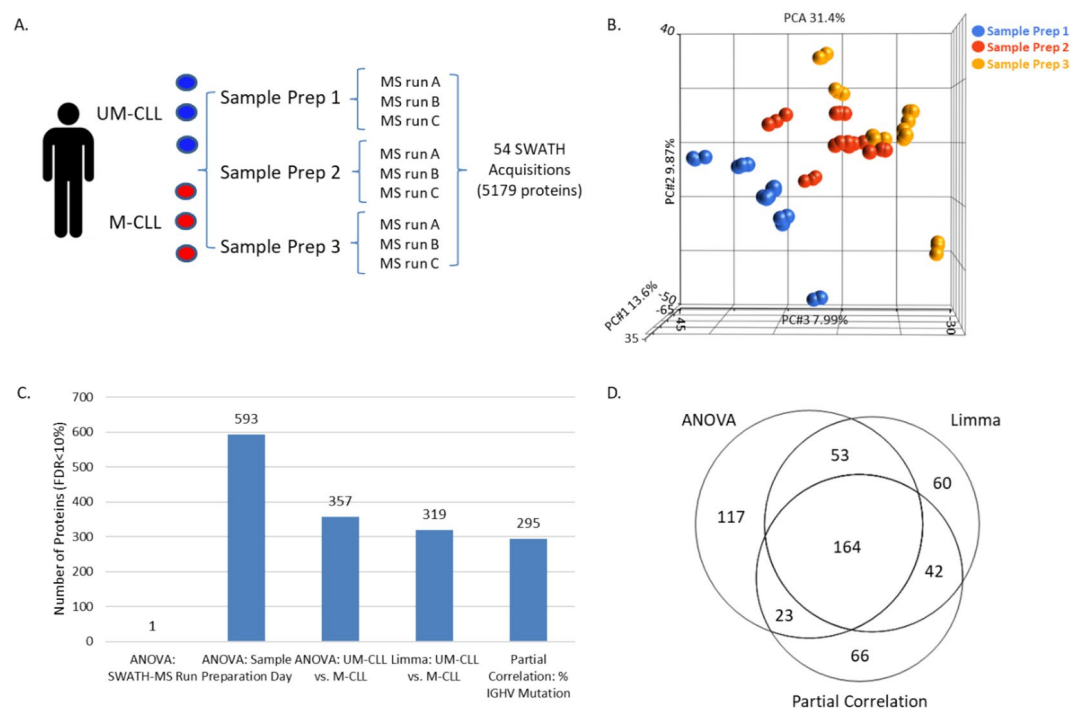 A.
UM-CLL
M-CLL
Sample Prep 1
Sample Prep 2
Sample Prep 3
MS run A
MS run B
MS run C
MS run A
MS run B
MS run C
MS run A
MS run B
MS run C
54 SWATH
Acquisitions
(5179 proteins)
B.
PCA 31.4%
Sample Prep 1
Sample Prep 2
Sample Prep 3
40
PC#2 9.87%
-50
-65
PC#1 13.6%
35
-45
PC#3 7.99%
-30
C.
Number of Proteins (FDR<10%)
700
600
500
400
300
200
100
0
1
593
357
319
295
ANOVA:
SWATH-MS Run
ANOVA: Sample
Preparation Day
ANOVA: UM-CLL
vs. M-CLL
Limma: UM-CLL
vs. M-CLL
Partial
Correlation: %
IGHV Mutation
D.
ANOVA
Limma
53
60
117
164
42
23
66
Partial Correlation